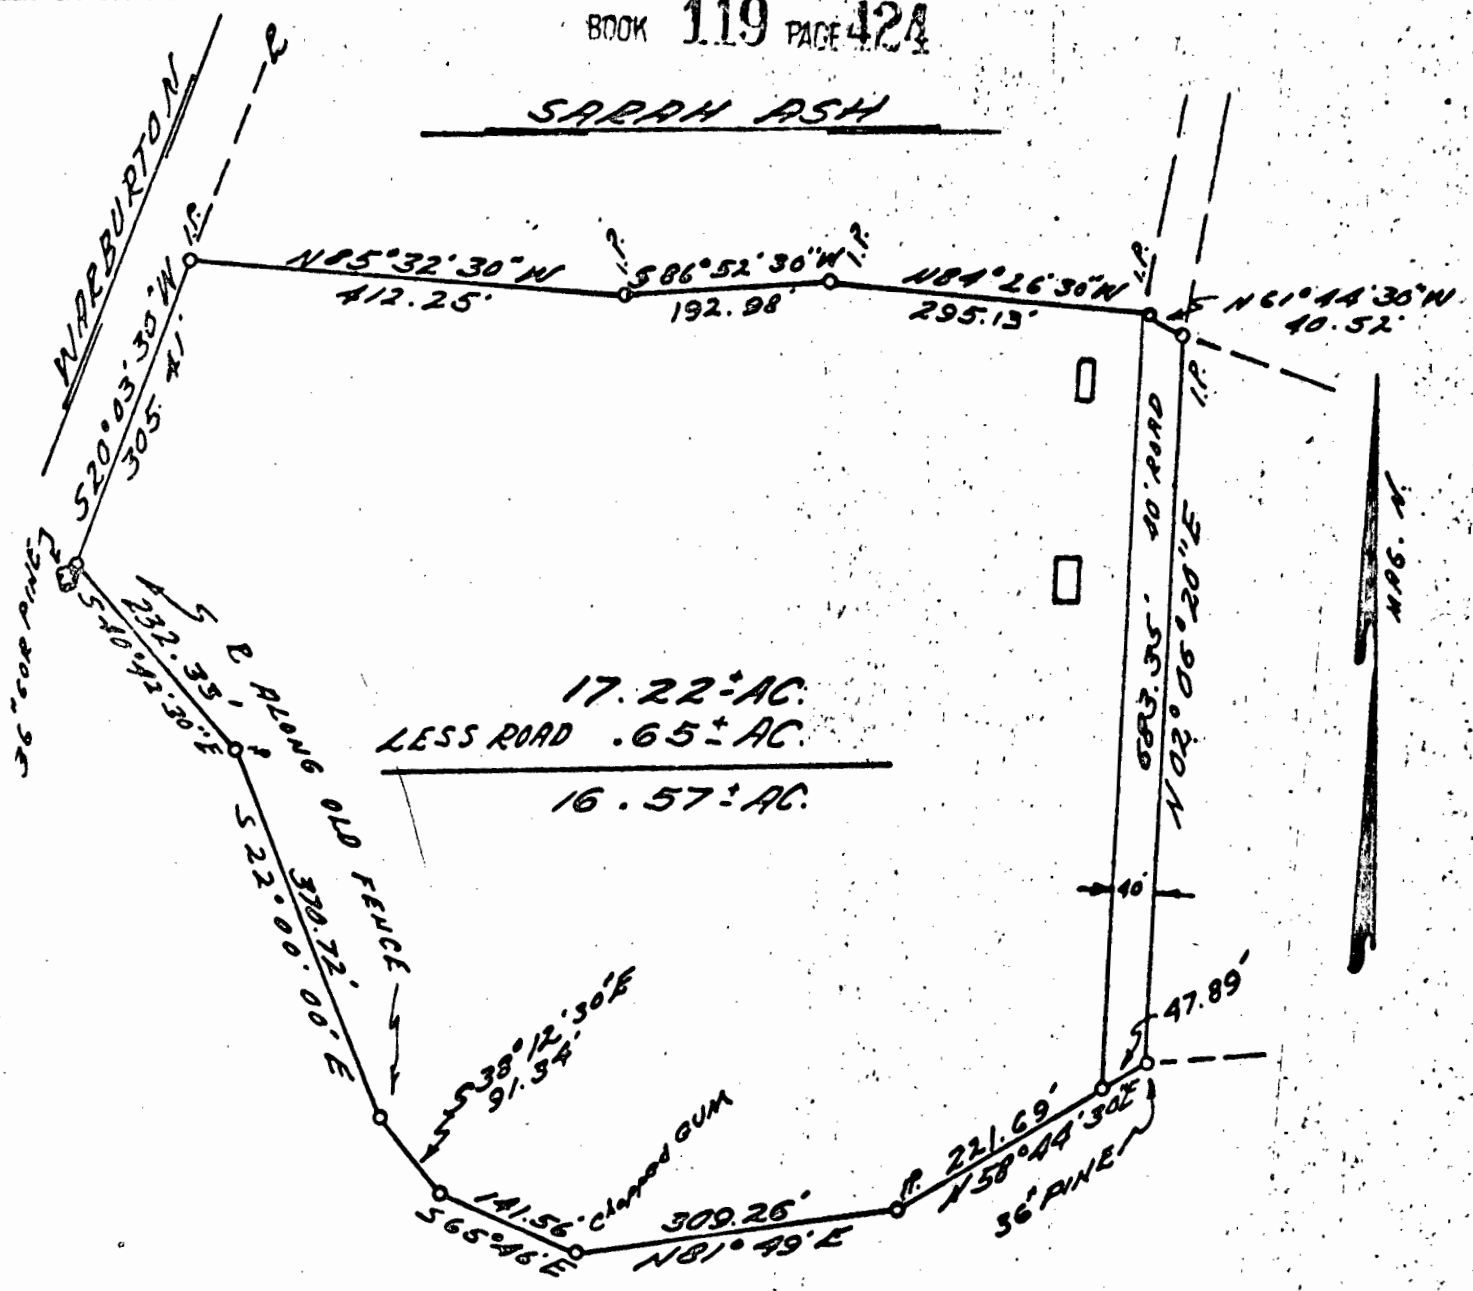 BOOK 119 PAGE 424
SARAH ASH
WARBURTON
I.P.
N85°32'30"W
412.25'
I.P.
S86°52'30"W
192.98'
I.P.
N84°26'30"W
295.13'
I.P.
N61°44'30"W
40.52'
I.P.
S20°03'30"W
305.41'
36" COR PINE
232.33'
S40°42'30"E
℄ ALONG OLD FENCE
40' ROAD
683.35'
N02°06'20"E
MAG. N.
17.22± AC.
LESS ROAD .65± AC.
16.57± AC.
370.72'
S22°00'00"E
40'
47.89'
S38°12'30"E
91.34'
Chopped GUM
141.56'
S65°46'E
309.26'
N81°49'E
I.P.
221.69'
N58°44'30"E
36" PINE